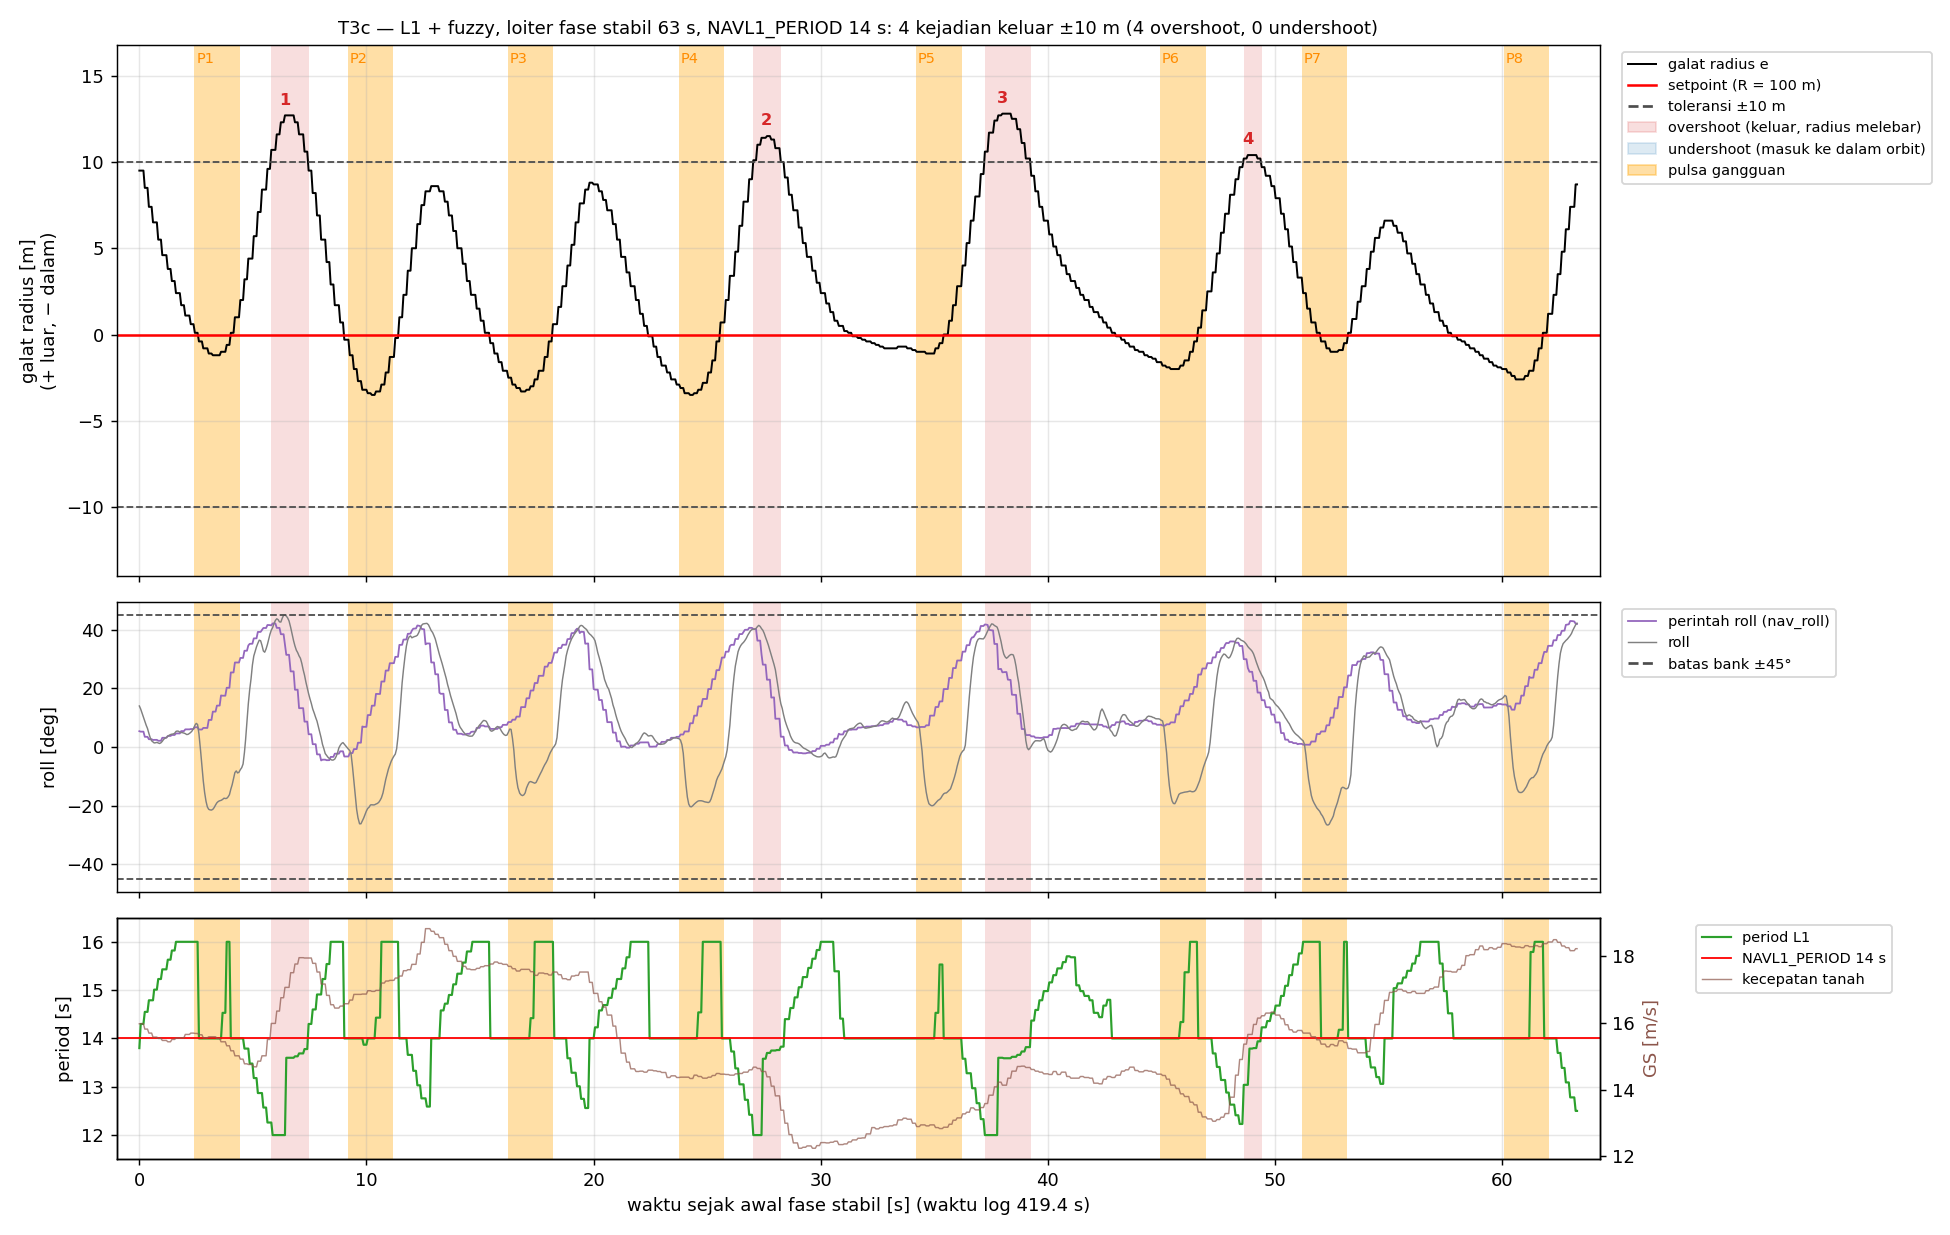 T3c — L1 + fuzzy, loiter fase stabil 63 s, NAVL1_PERIOD 14 s: 4 kejadian keluar ±10 m (4 overshoot, 0 undershoot)
P1 P2 P3 P4 P5 P6 P7 P8
1 2 3 4
15
10
5
0
−5
−10
galat radius [m]
(+ luar, − dalam)
galat radius e
setpoint (R = 100 m)
toleransi ±10 m
overshoot (keluar, radius melebar)
undershoot (masuk ke dalam orbit)
pulsa gangguan
40
20
0
−20
−40
roll [deg]
perintah roll (nav_roll)
roll
batas bank ±45°
16
15
14
13
12
period [s]
18
16
14
12
GS [m/s]
period L1
NAVL1_PERIOD 14 s
kecepatan tanah
0 10 20 30 40 50 60
waktu sejak awal fase stabil [s] (waktu log 419.4 s)